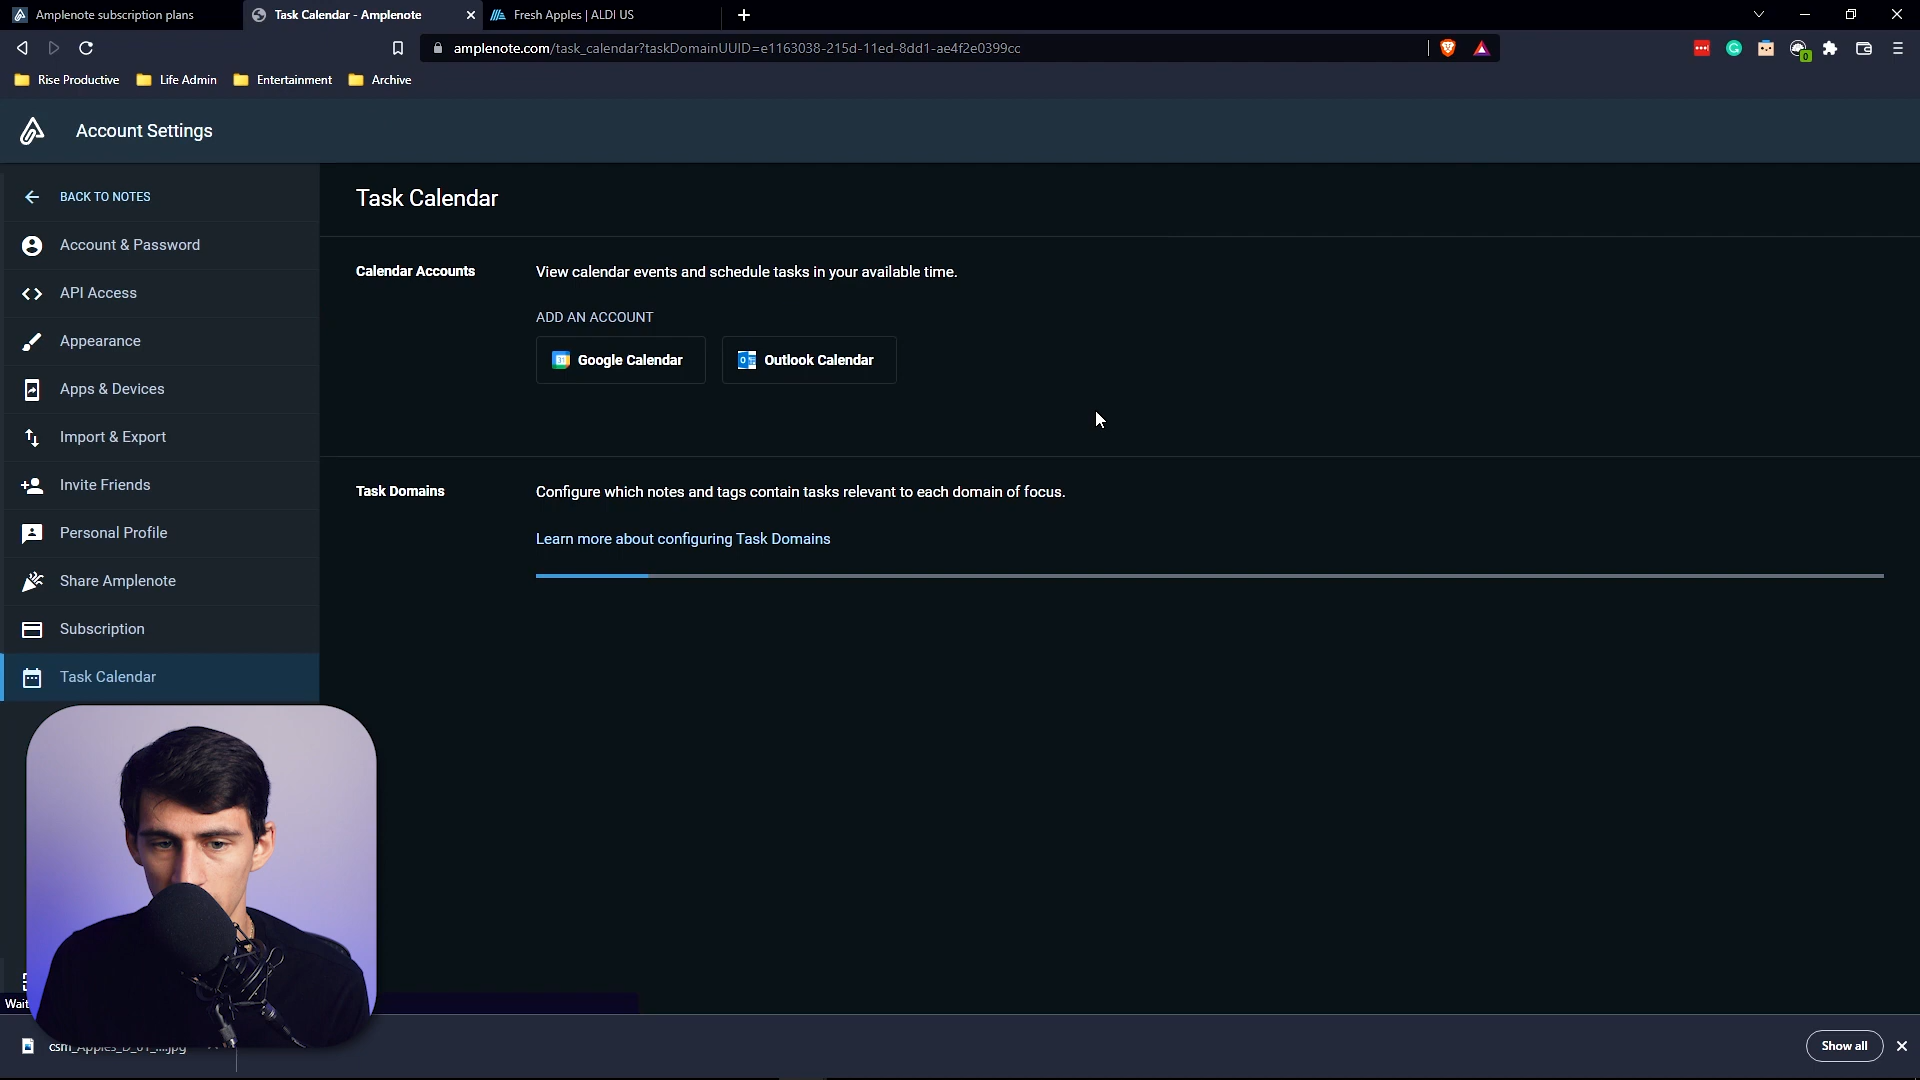 Amplenote subscription plans
Task Calendar - Amplenote
Fresh Apples | ALDI US
amplenote.com/task_calendar?taskDomainUUID=e1163038-215d-11ed-8dd1-ae4f2e0399cc
Rise Productive
Life Admin
Entertainment
Archive
Account Settings
BACK TO NOTES
Account & Password
API Access
Appearance
Apps & Devices
Import & Export
Invite Friends
Personal Profile
Share Amplenote
Subscription
Task Calendar
Task Calendar
Calendar Accounts
View calendar events and schedule tasks in your available time.
ADD AN ACCOUNT
Google Calendar
Outlook Calendar
Task Domains
Configure which notes and tags contain tasks relevant to each domain of focus.
Learn more about configuring Task Domains
Wait
Show all